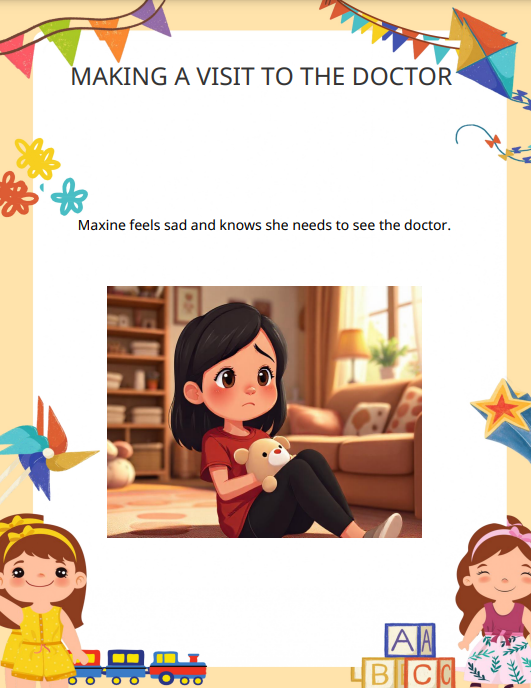 MAKING A VISIT TO THE DOCTOR
Maxine feels sad and knows she needs to see the doctor.
A A
B C C